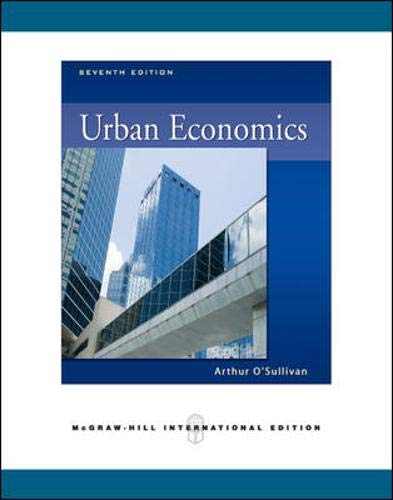 SEVENTH EDITION
Urban Economics
Arthur O'Sullivan
McGRAW-HILL INTERNATIONAL EDITION